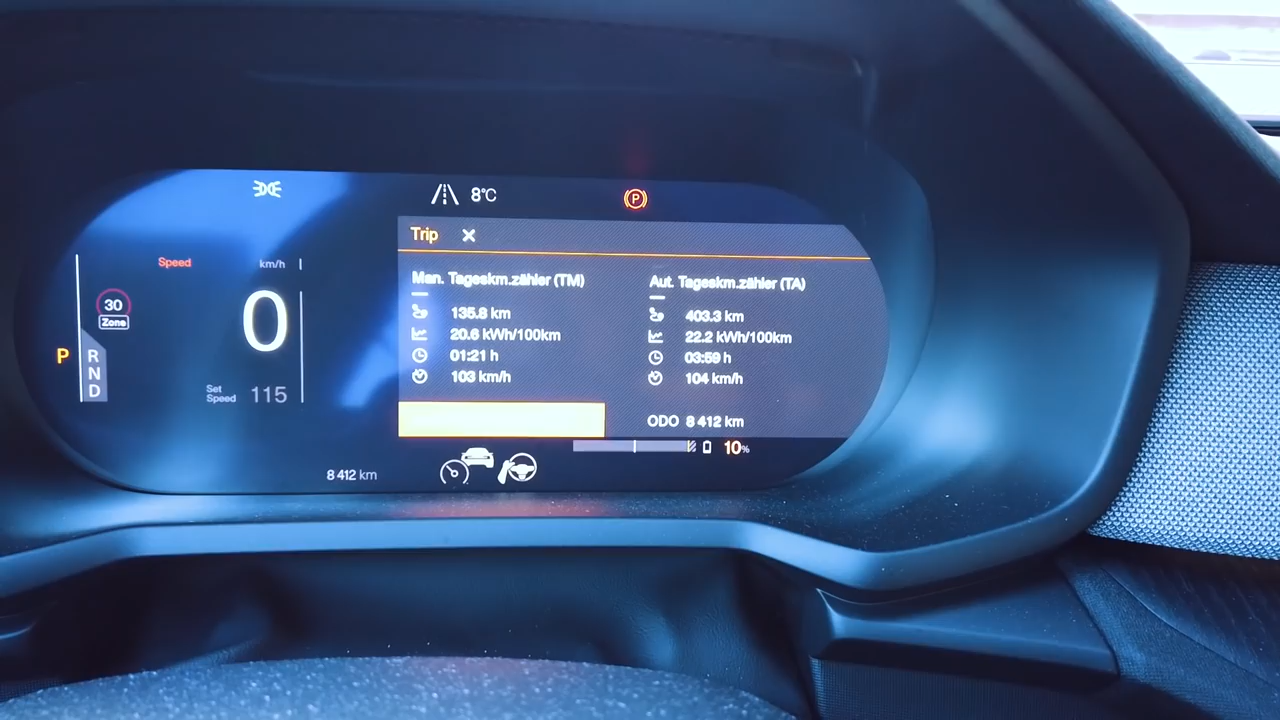 8°C
P
Trip
Speed
km/h
Man. Tageskm.zähler (TM)
Aut. Tageskm.zähler (TA)
30
Zone
0
135.8 km
403.3 km
20.6 kWh/100km
22.2 kWh/100km
P
R
N
D
01:21 h
03:59 h
103 km/h
104 km/h
Set
Speed
115
ODO 8 412 km
10%
8 412 km